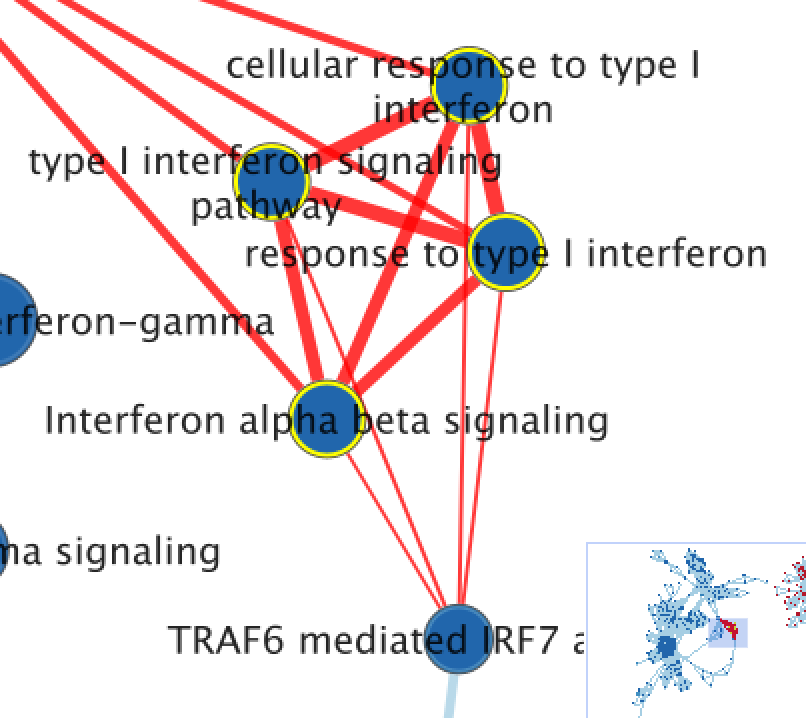 cellular response to type I
interferon
type I interferon signaling
pathway
response to type I interferon
erferon-gamma
Interferon alpha beta signaling
ma signaling
TRAF6 mediated IRF7 a